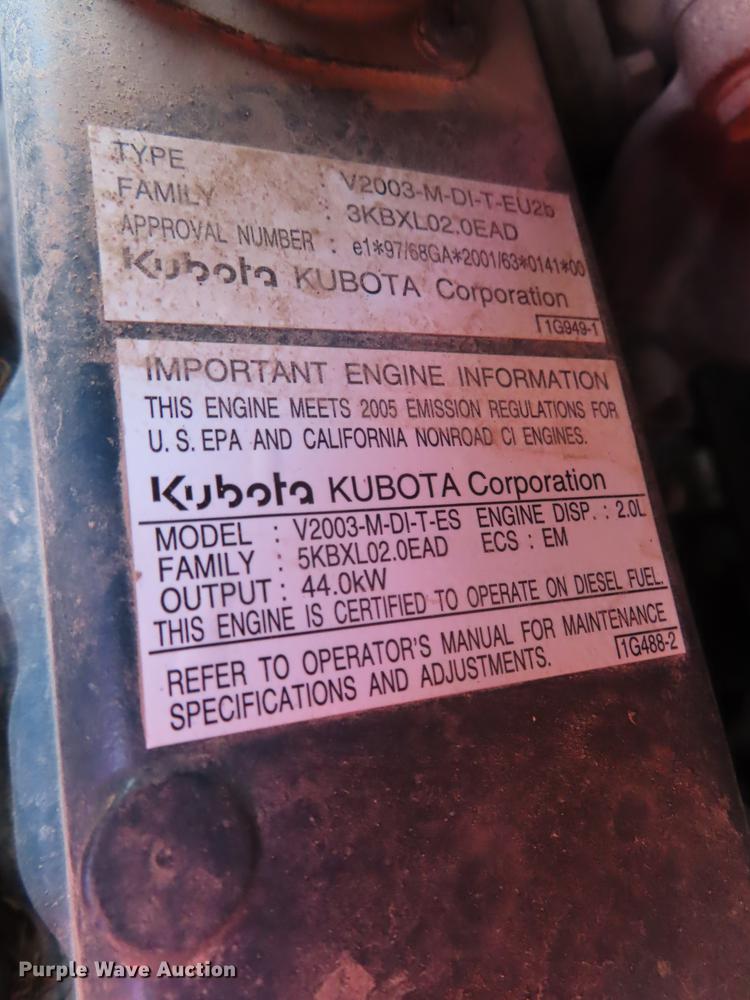 TYPE : V2003-M-DI-T-EU2b
FAMILY : 3KBXL02.0EAD
APPROVAL NUMBER : e1*97/68GA*2001/63*0141*00
Kubota KUBOTA Corporation
1G949-1
IMPORTANT ENGINE INFORMATION
THIS ENGINE MEETS 2005 EMISSION REGULATIONS FOR
U.S. EPA AND CALIFORNIA NONROAD CI ENGINES.
Kubota KUBOTA Corporation
MODEL : V2003-M-DI-T-ES ENGINE DISP. : 2.0L
FAMILY : 5KBXL02.0EAD ECS : EM
OUTPUT : 44.0kW
THIS ENGINE IS CERTIFIED TO OPERATE ON DIESEL FUEL.
REFER TO OPERATOR'S MANUAL FOR MAINTENANCE
SPECIFICATIONS AND ADJUSTMENTS.
1G488-2
Purple Wave Auction